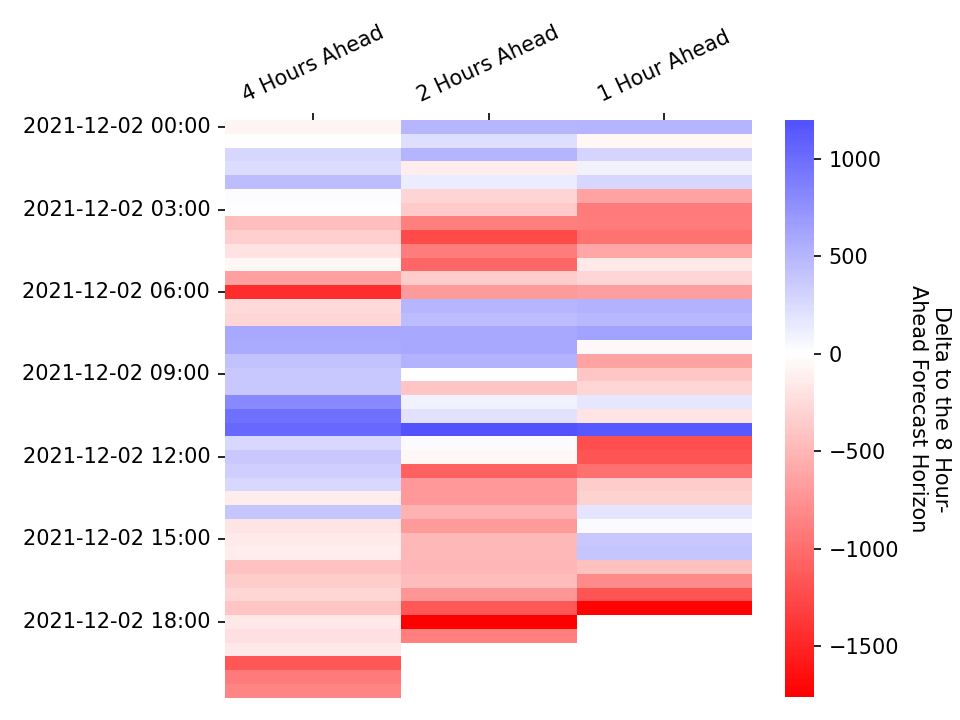 4 Hours Ahead
2 Hours Ahead
1 Hour Ahead
2021-12-02 00:00
2021-12-02 03:00
2021-12-02 06:00
2021-12-02 09:00
2021-12-02 12:00
2021-12-02 15:00
2021-12-02 18:00
1000
500
0
−500
−1000
−1500
Delta to the 8 Hour-
Ahead Forecast Horizon